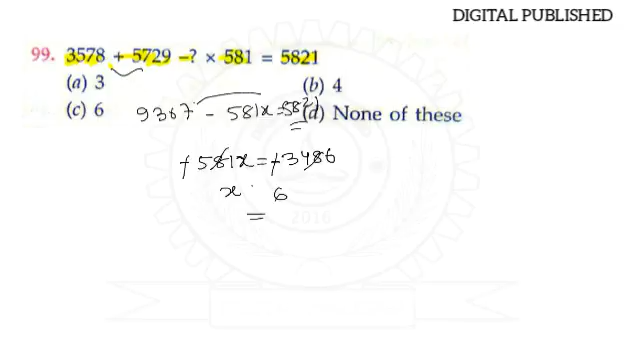 DIGITAL PUBLISHED
99. 3578 + 5729 –? × 581 = 5821
(a) 3 (b) 4
(c) 6 (d) None of these
9307 - 581x = 5821
+581x = +3486
x 6
2016